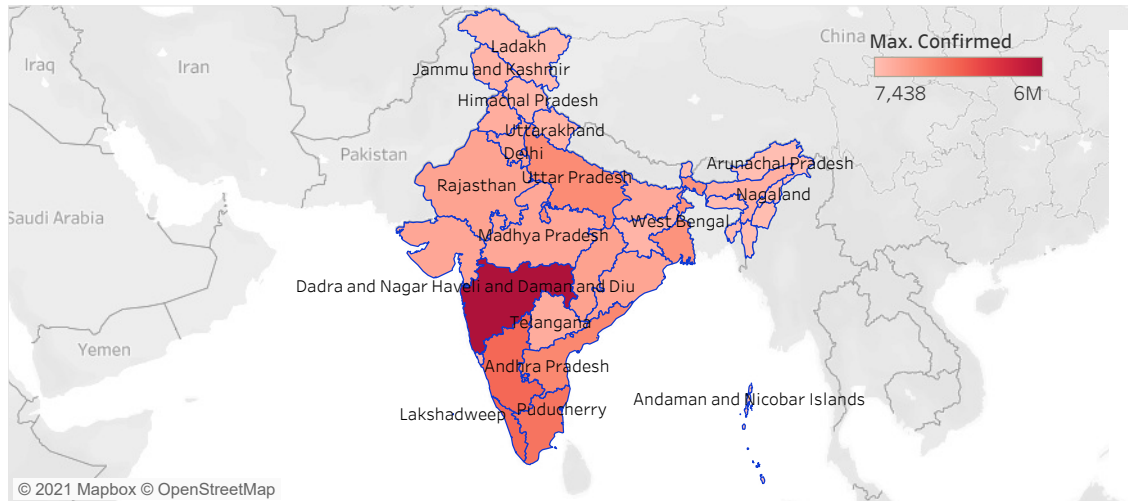 China
Max. Confirmed
7,438
6M
Iraq
Iran
Ladakh
Jammu and Kashmir
Himachal Pradesh
Uttarakhand
Pakistan
Delhi
Arunachal Pradesh
Uttar Pradesh
Rajasthan
Nagaland
Saudi Arabia
West Bengal
Madhya Pradesh
Dadra and Nagar Haveli and Daman and Diu
Telangana
Yemen
Andhra Pradesh
Andaman and Nicobar Islands
Puducherry
Lakshadweep
© 2021 Mapbox © OpenStreetMap